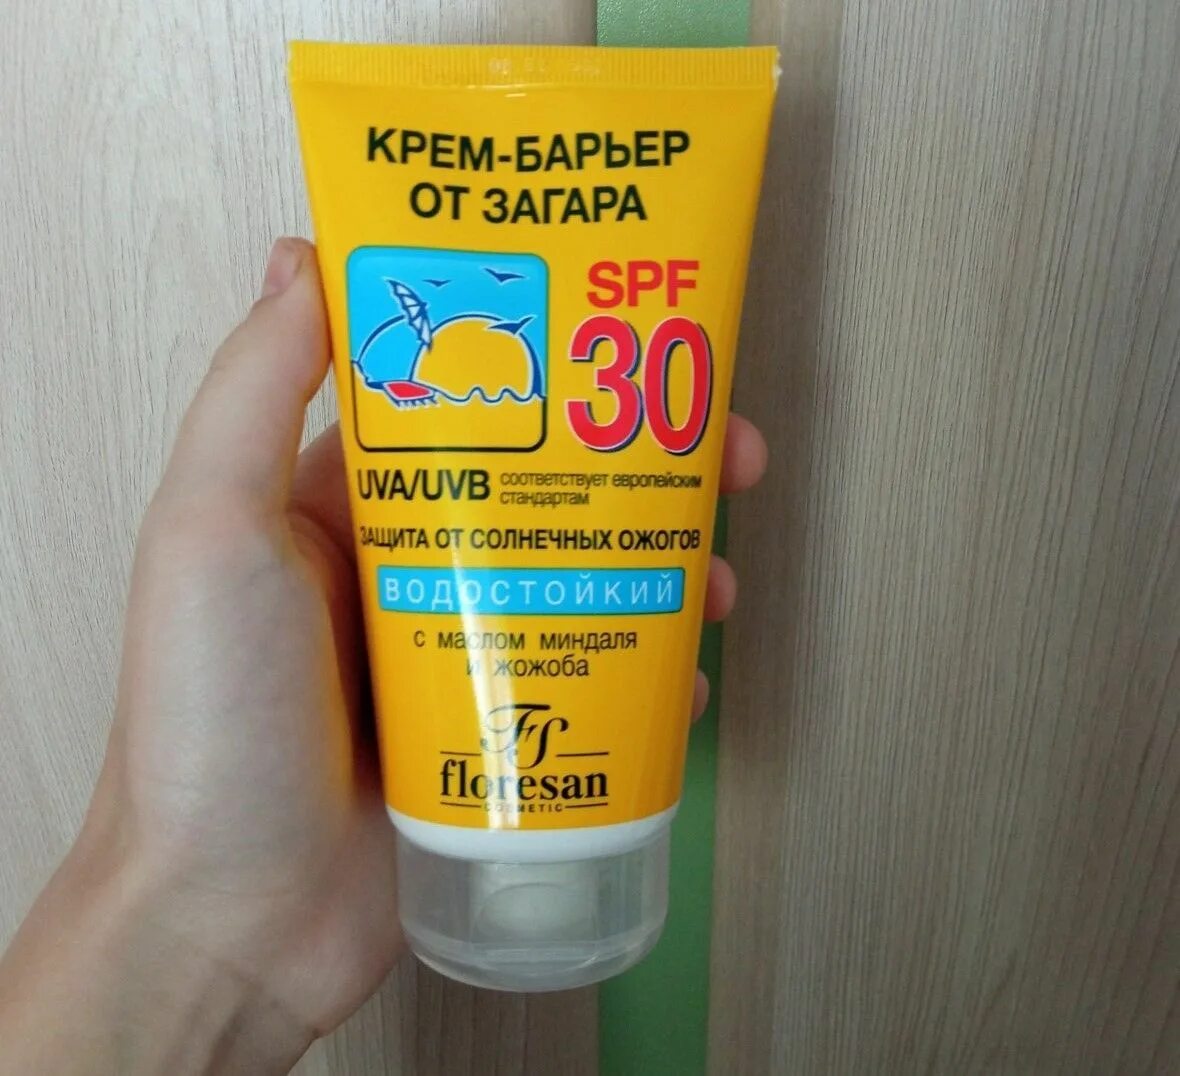 КРЕМ-БАРЬЕР
ОТ ЗАГАРА
SPF
30
UVA/UVB соответствует европейским
стандартам
ЗАЩИТА ОТ СОЛНЕЧНЫХ ОЖОГОВ
ВОДОСТОЙКИЙ
с маслом миндаля
и жожоба
FS
floresan
COSMETIC